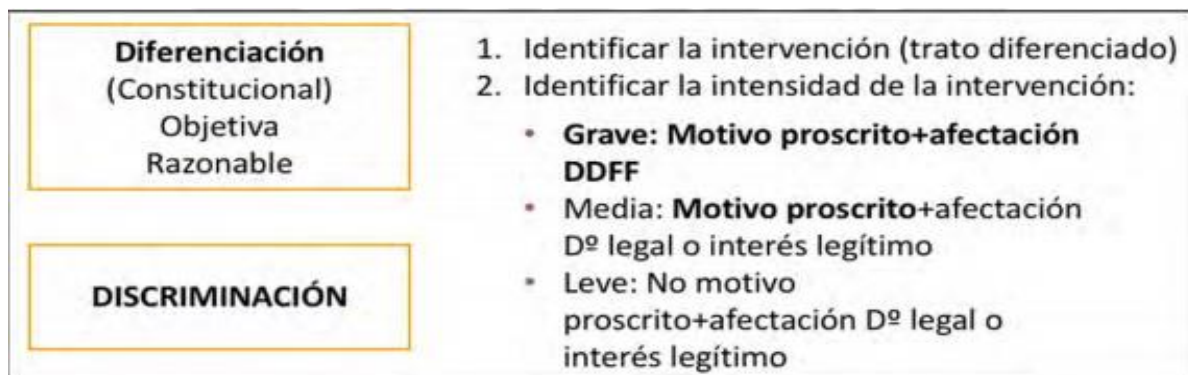 Diferenciación
(Constitucional)
Objetiva
Razonable
DISCRIMINACIÓN
1. Identificar la intervención (trato diferenciado)
2. Identificar la intensidad de la intervención:
• Grave: Motivo proscrito+afectación
DDFF
• Media: Motivo proscrito+afectación
Dº legal o interés legítimo
• Leve: No motivo
proscrito+afectación Dº legal o
interés legítimo